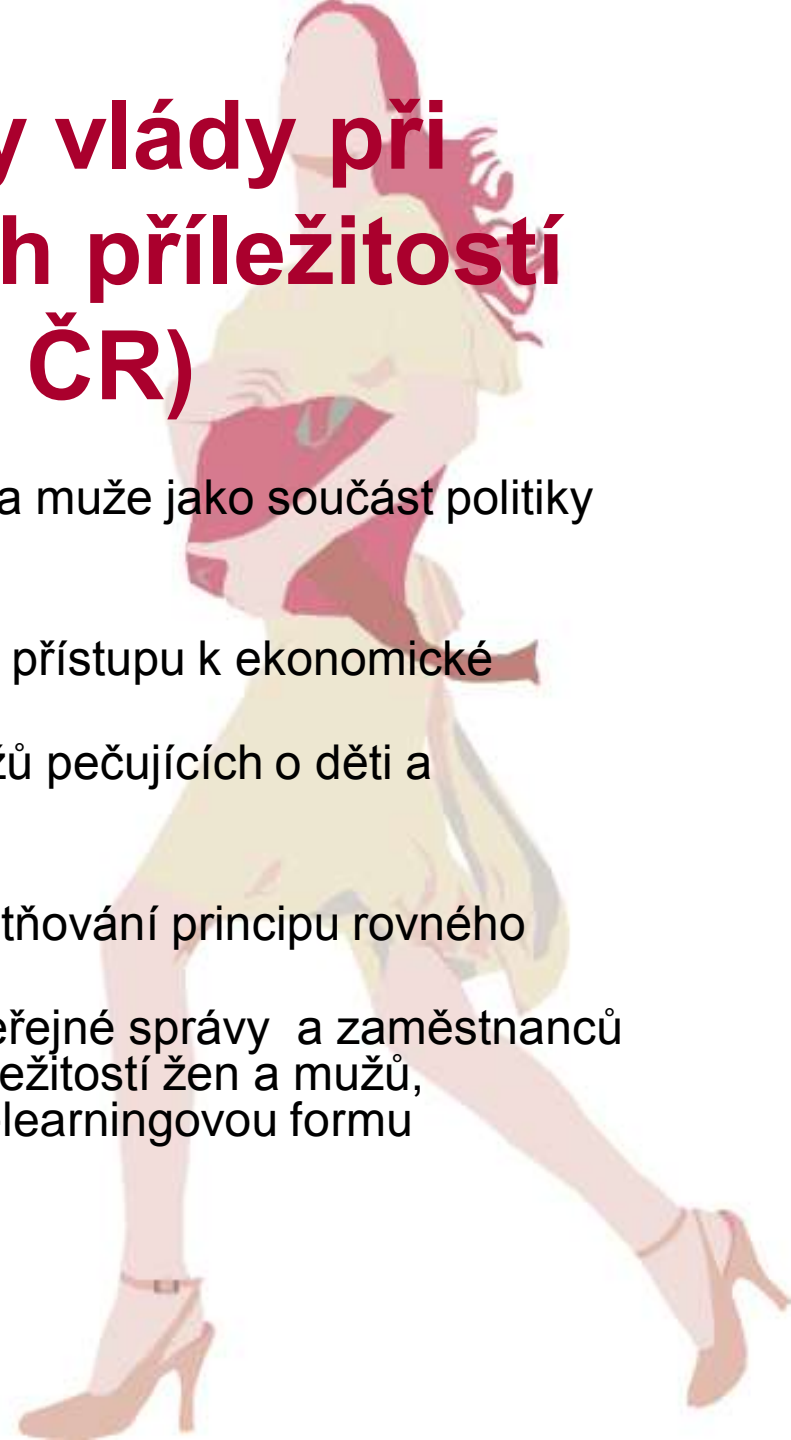 y vlády při
h příležitostí
ČR)
a muže jako součást politiky
přístupu k ekonomické
žů pečujících o děti a
tňování principu rovného
eřejné správy a zaměstnanců
ležitostí žen a mužů,
learningovou formu